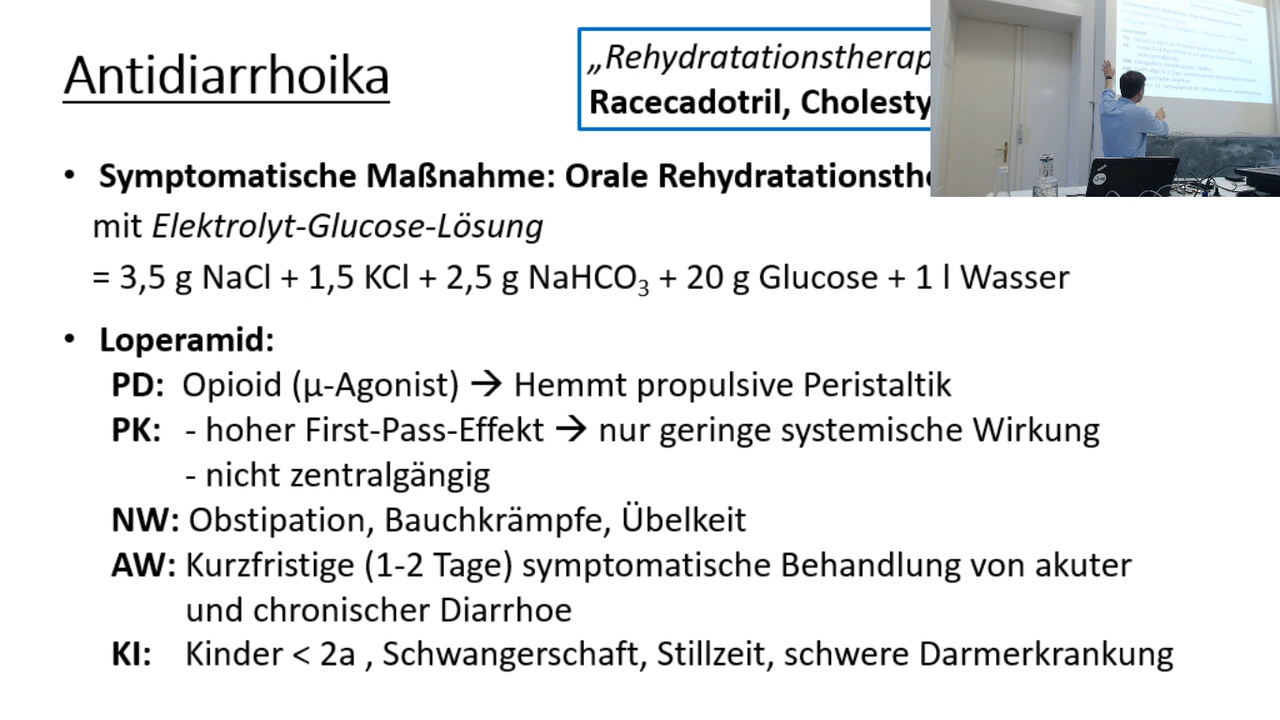 Antidiarrhoika
„Rehydratationstherap
Racecadotril, Cholesty
• Symptomatische Maßnahme: Orale Rehydratationsthe
mit Elektrolyt-Glucose-Lösung
= 3,5 g NaCl + 1,5 KCl + 2,5 g NaHCO₃ + 20 g Glucose + 1 l Wasser
• Loperamid:
PD: Opioid (µ-Agonist) → Hemmt propulsive Peristaltik
PK: - hoher First-Pass-Effekt → nur geringe systemische Wirkung
- nicht zentralgängig
NW: Obstipation, Bauchkrämpfe, Übelkeit
AW: Kurzfristige (1-2 Tage) symptomatische Behandlung von akuter
und chronischer Diarrhoe
KI: Kinder < 2a , Schwangerschaft, Stillzeit, schwere Darmerkrankung